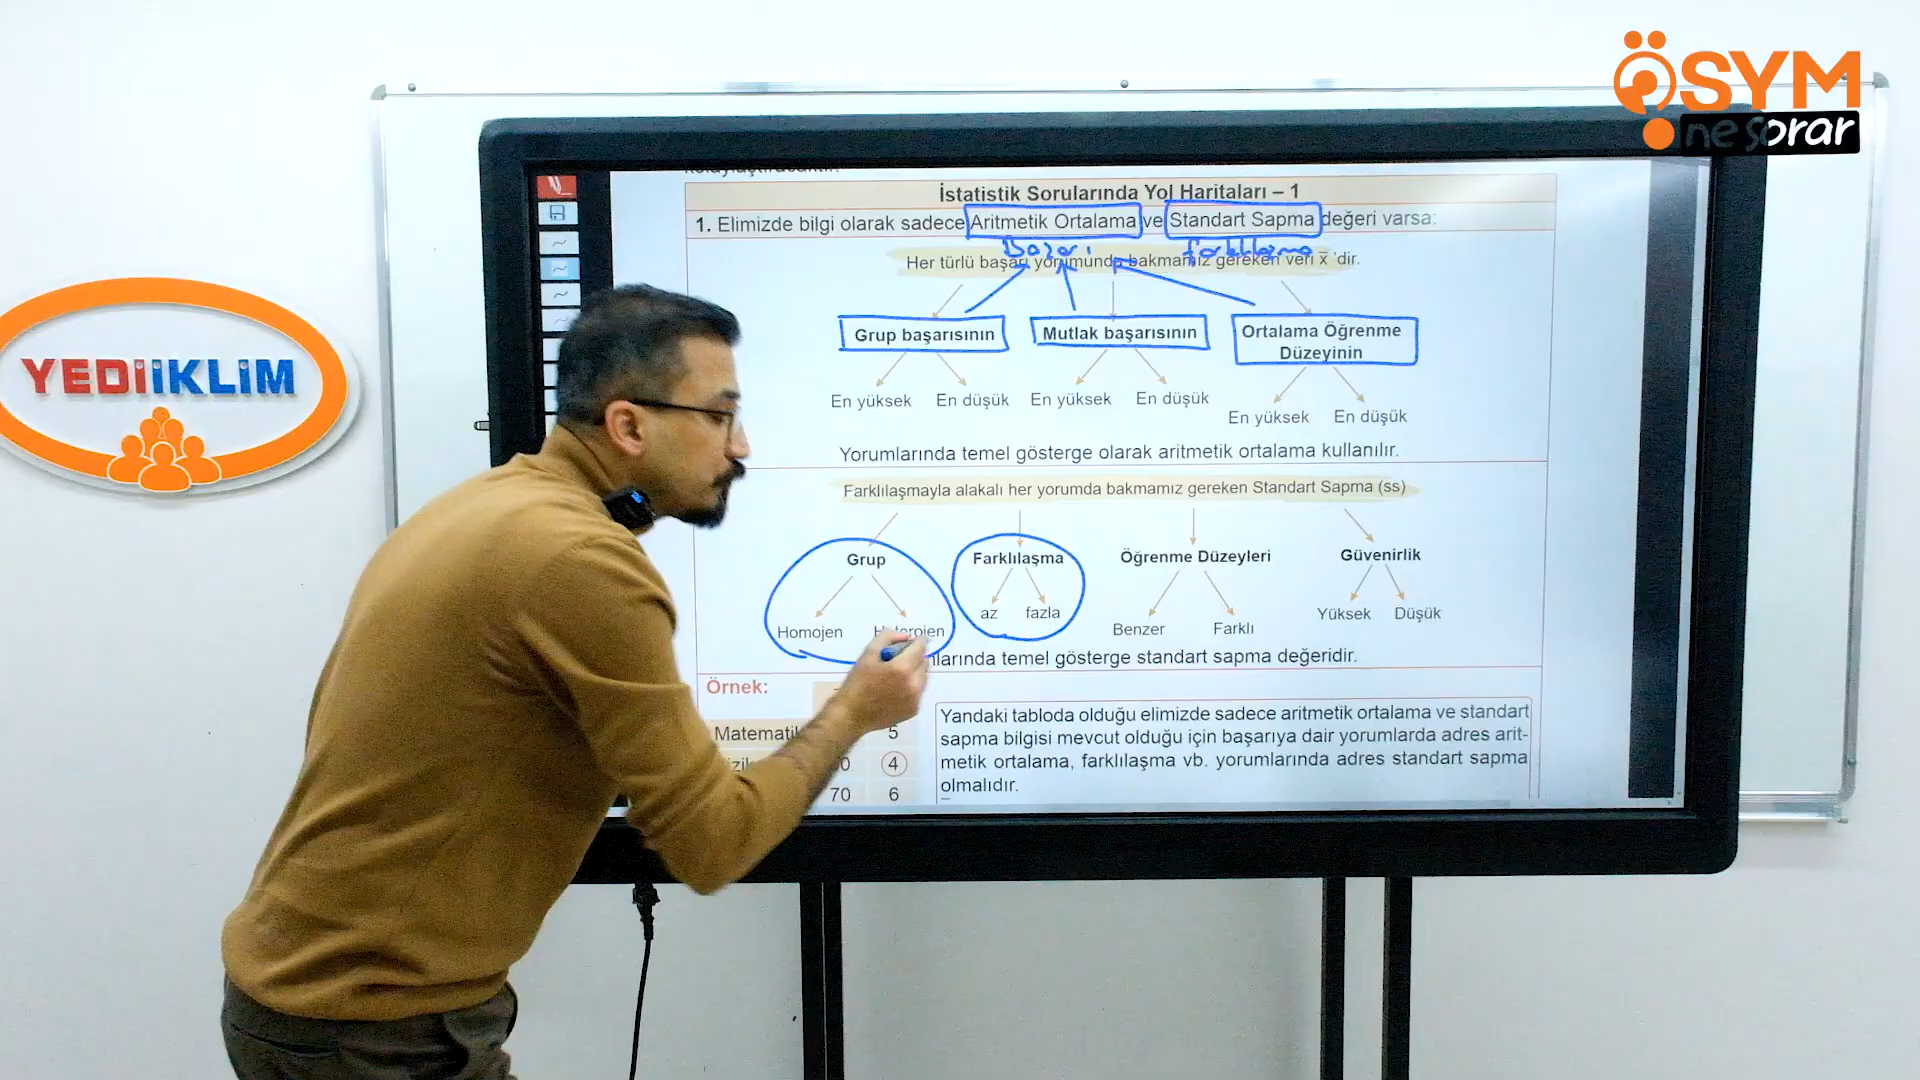 ÖSYM
ne sorar
YEDİİKLİM
İstatistik Sorularında Yol Haritaları – 1
1. Elimizde bilgi olarak sadece Aritmetik Ortalama ve Standart Sapma değeri varsa:
Başarı farklılaşma
Her türlü başarı yorumunda bakmamız gereken veri x̄ 'dir.
Grup başarısının Mutlak başarısının Ortalama Öğrenme
Düzeyinin
En yüksek En düşük En yüksek En düşük En yüksek En düşük
Yorumlarında temel gösterge olarak aritmetik ortalama kullanılır.
Farklılaşmayla alakalı her yorumda bakmamız gereken Standart Sapma (ss)
Grup Farklılaşma Öğrenme Düzeyleri Güvenirlik
Homojen Heterojen az fazla Benzer Farklı Yüksek Düşük
temel gösterge standart sapma değeridir.
Örnek:
5
4
70 6
Yandaki tabloda olduğu elimizde sadece aritmetik ortalama ve standart
sapma bilgisi mevcut olduğu için başarıya dair yorumlarda adres arit-
metik ortalama, farklılaşma vb. yorumlarında adres standart sapma
olmalıdır.